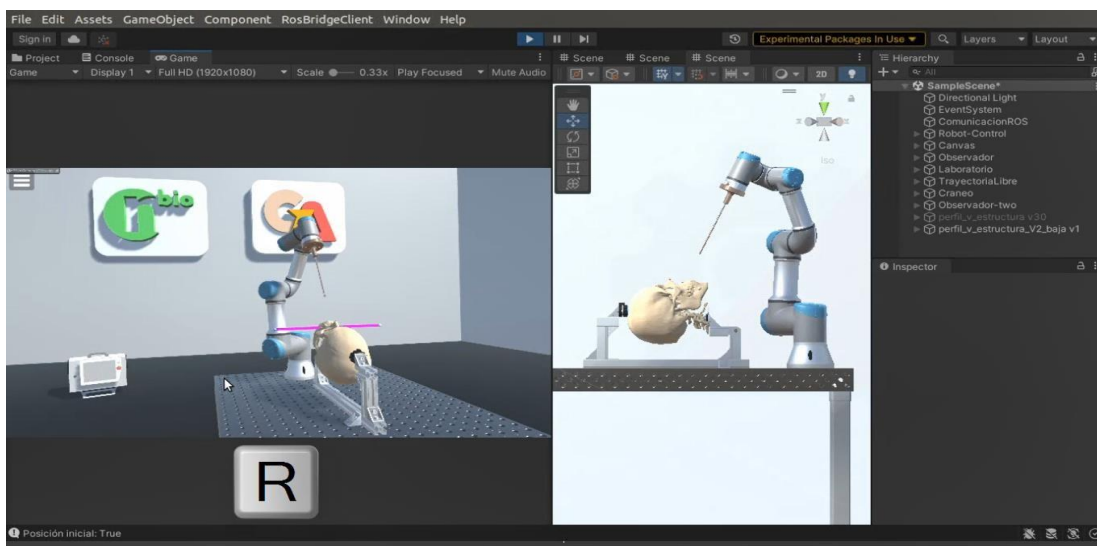 File Edit Assets GameObject Component RosBridgeClient Window Help
Sign in
Experimental Packages In Use
Layers
Layout
Project
Console
Game
Scene
Scene
Scene
Hierarchy
Game
Display 1
Full HD (1920x1080)
Scale
0.33x
Play Focused
Mute Audio
2D
All
SampleScene*
Directional Light
EventSystem
ComunicacionROS
Robot-Control
Canvas
Observador
Laboratorio
TrayectoriaLibre
Craneo
Observador-two
perfil_v_estructura v30
perfil_v_estructura_V2_baja v1
y
x
Iso
bio
Inspector
R
Posición inicial: True